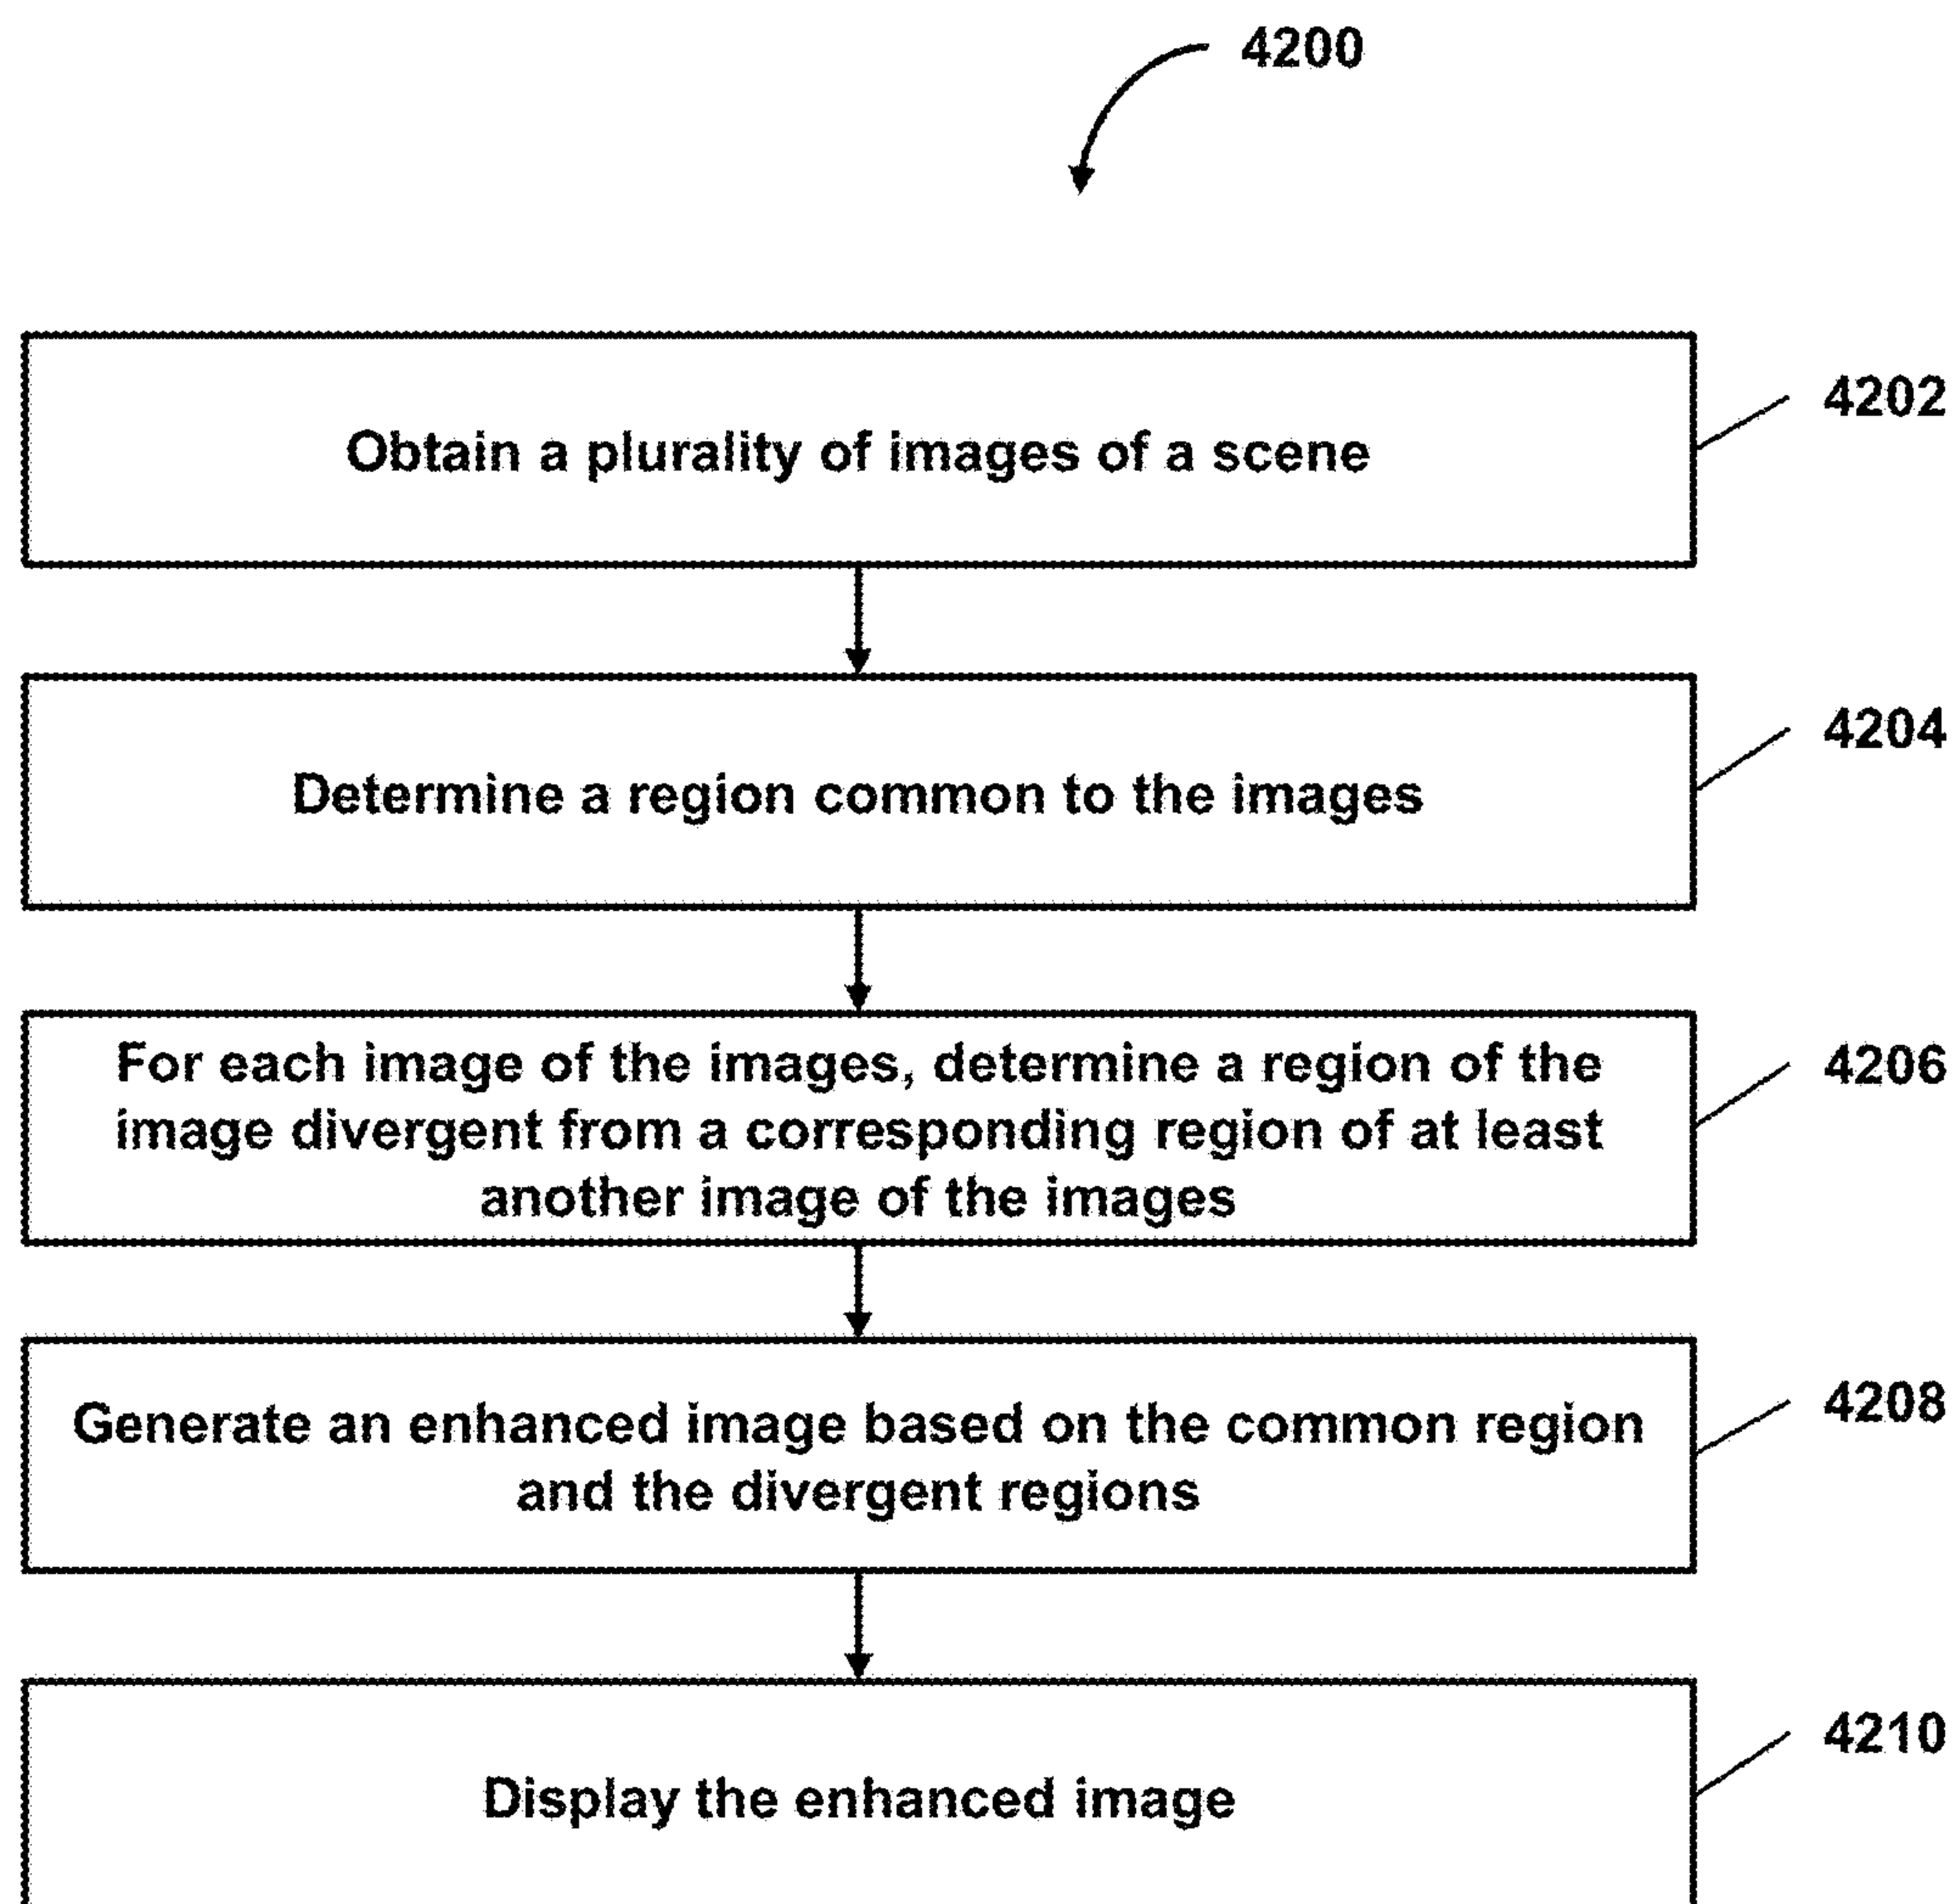 4200
Obtain a plurality of images of a scene
4202
Determine a region common to the images
4204
For each image of the images, determine a region of the
image divergent from a corresponding region of at least
another image of the images
4206
Generate an enhanced image based on the common region
and the divergent regions
4208
Display the enhanced image
4210